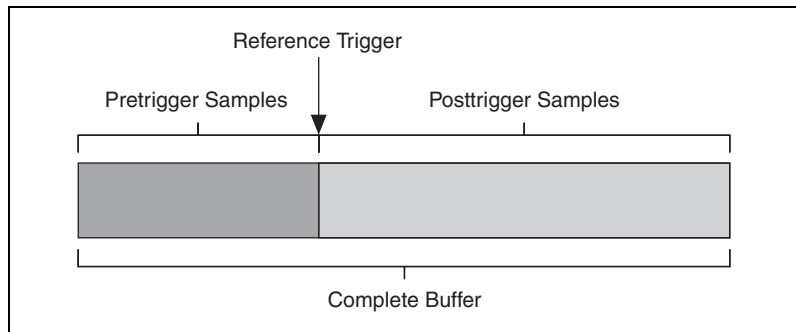 Reference Trigger
Pretrigger Samples
Posttrigger Samples
Complete Buffer